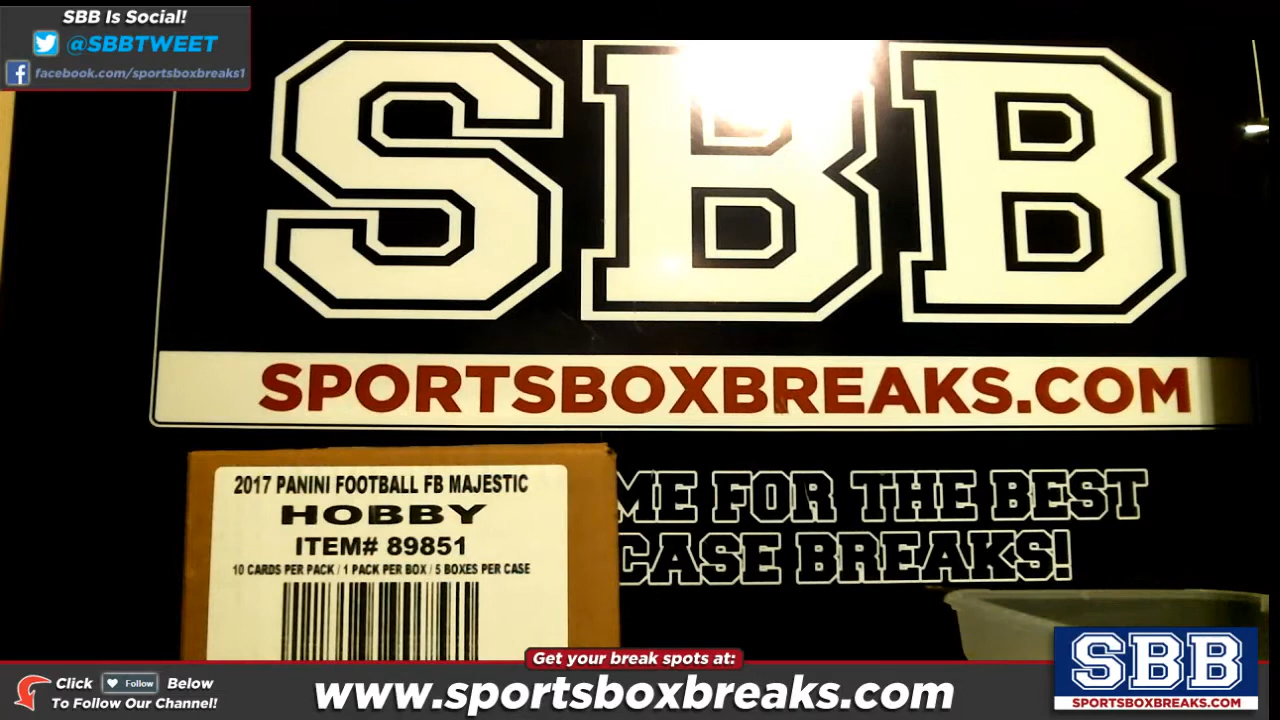 SBB Is Social!
@SBBTWEET
facebook.com/sportsboxbreaks1
SBB
SPORTSBOXBREAKS.COM
2017 PANINI FOOTBALL FB MAJESTIC
HOBBY
ITEM# 89851
10 CARDS PER PACK / 1 PACK PER BOX / 5 BOXES PER CASE
ME FOR THE BEST
CASE BREAKS!
Get your break spots at:
Click Follow Below
To Follow Our Channel!
www.sportsboxbreaks.com
SBB
SPORTSBOXBREAKS.COM